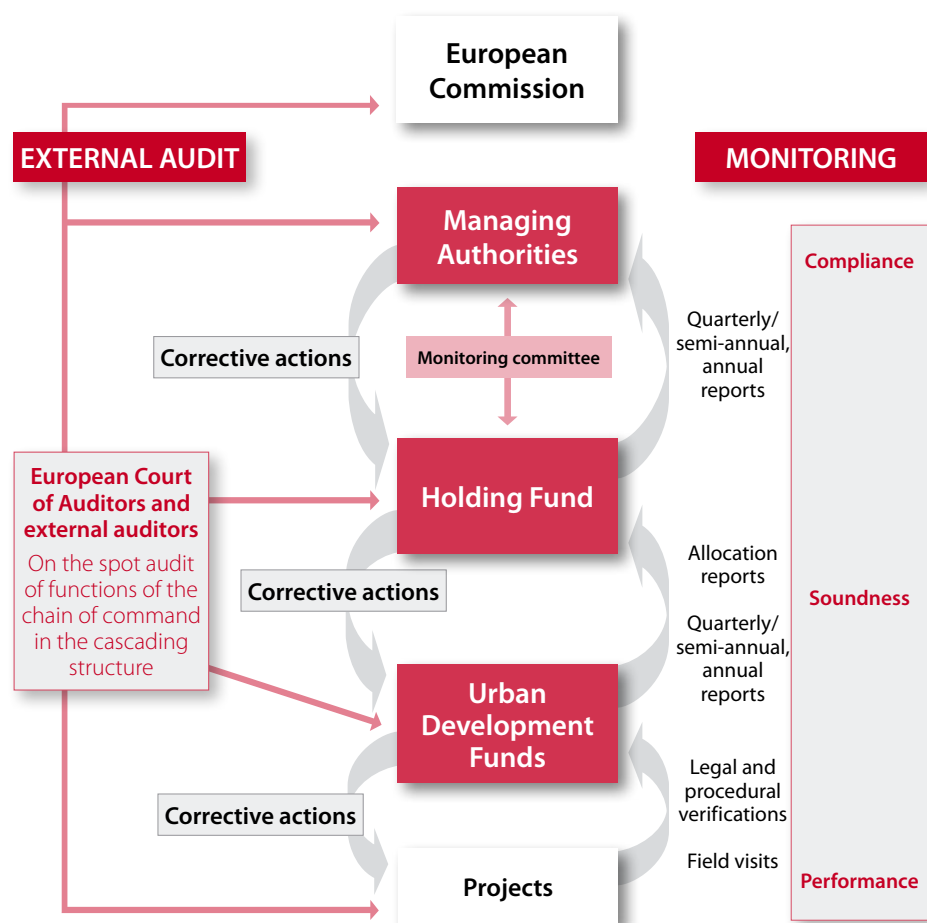 European
Commission
EXTERNAL AUDIT
MONITORING
Managing
Authorities
Compliance
Quarterly/
semi-annual,
annual
reports
Corrective actions
Monitoring committee
European Court
of Auditors and
external auditors
On the spot audit
of functions of the
chain of command
in the cascading
structure
Holding Fund
Allocation
reports
Corrective actions
Soundness
Quarterly/
semi-annual,
annual
reports
Urban
Development
Funds
Legal and
procedural
verifications
Corrective actions
Field visits
Projects
Performance